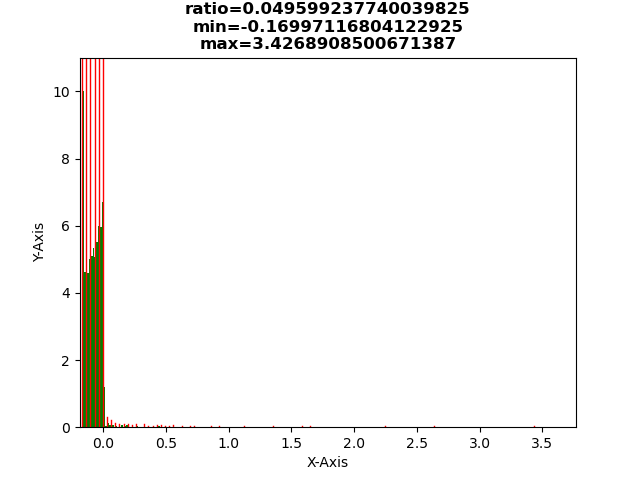 ratio=0.049599237740039825
min=-0.16997116804122925
max=3.4268908500671387
10
8
6
4
2
0
Y-Axis
0.0 0.5 1.0 1.5 2.0 2.5 3.0 3.5
X-Axis